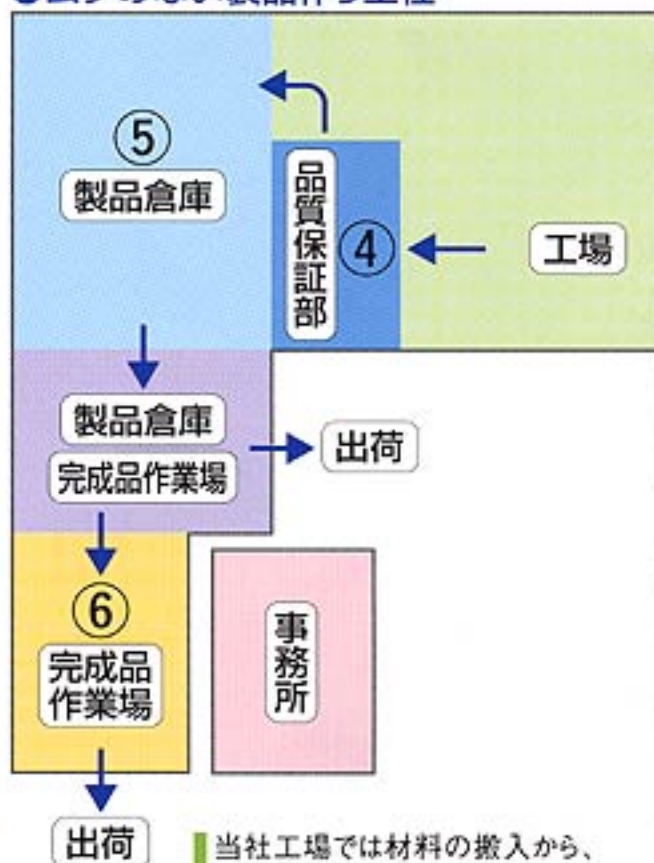 ⑤
製品倉庫
品質保証部
④
工場
製品倉庫
完成品作業場
出荷
⑥
完成品
作業場
事務所
出荷
当社工場では材料の搬入から、